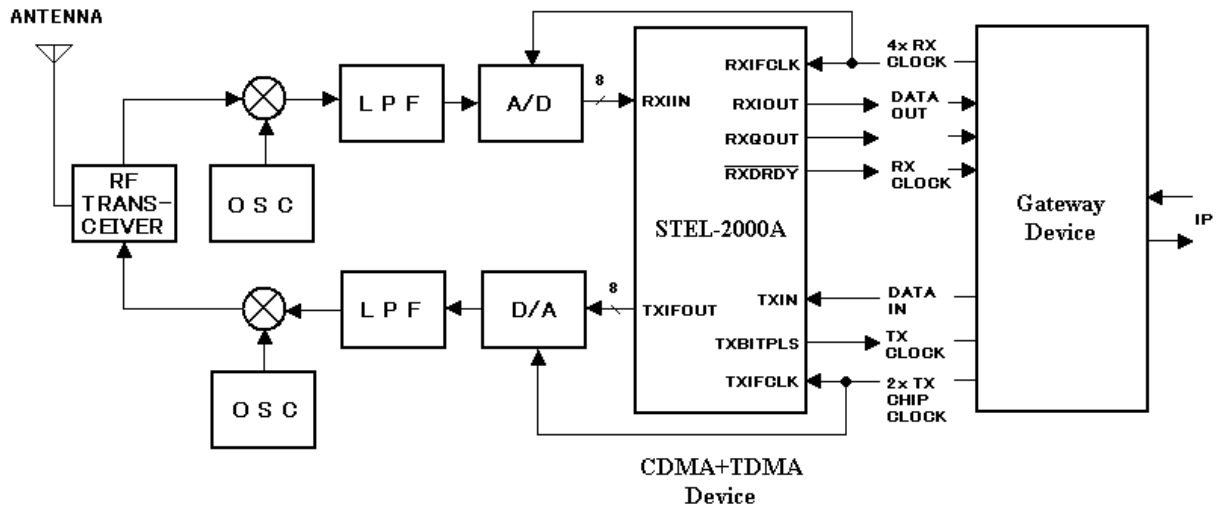 ANTENNA
RF
TRANS-
CEIVER
OSC
LPF
A/D
8
RXIIN
RXIFCLK
RXIOUT
RXQOUT
RXDRDY
STEL-2000A
4x RX
CLOCK
DATA
OUT
RX
CLOCK
Gateway
Device
IP
OSC
LPF
D/A
8
TXIFOUT
TXIN
TXBITPLS
TXIFCLK
DATA
IN
TX
CLOCK
2x TX
CHIP
CLOCK
CDMA+TDMA
Device